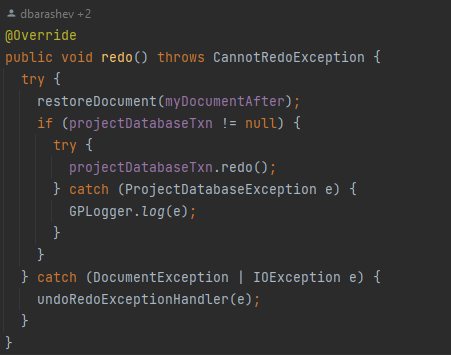 dbarashev +2
@Override
public void redo() throws CannotRedoException {
  try {
    restoreDocument(myDocumentAfter);
    if (projectDatabaseTxn != null) {
      try {
        projectDatabaseTxn.redo();
      } catch (ProjectDatabaseException e) {
        GPLogger.log(e);
      }
    }
  } catch (DocumentException | IOException e) {
    undoRedoExceptionHandler(e);
  }
}